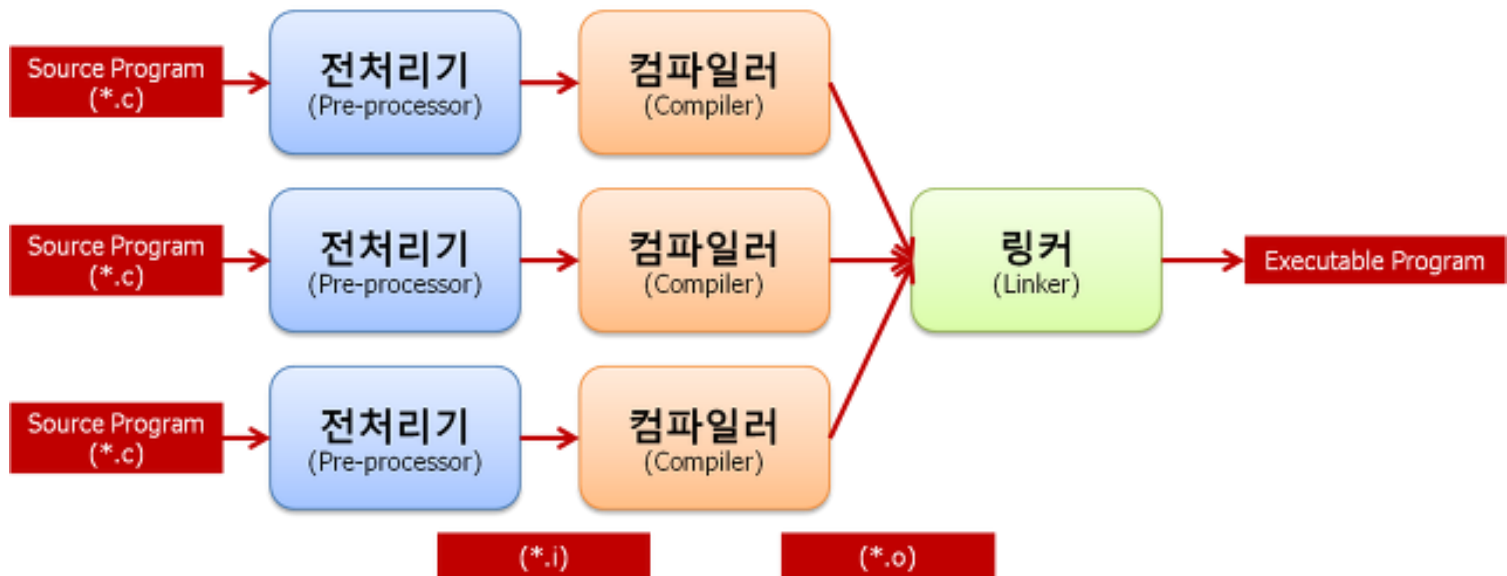 Source Program
(*.c)
전처리기
(Pre-processor)
컴파일러
(Compiler)
Source Program
(*.c)
전처리기
(Pre-processor)
컴파일러
(Compiler)
링커
(Linker)
Executable Program
Source Program
(*.c)
전처리기
(Pre-processor)
컴파일러
(Compiler)
(*.i)
(*.o)